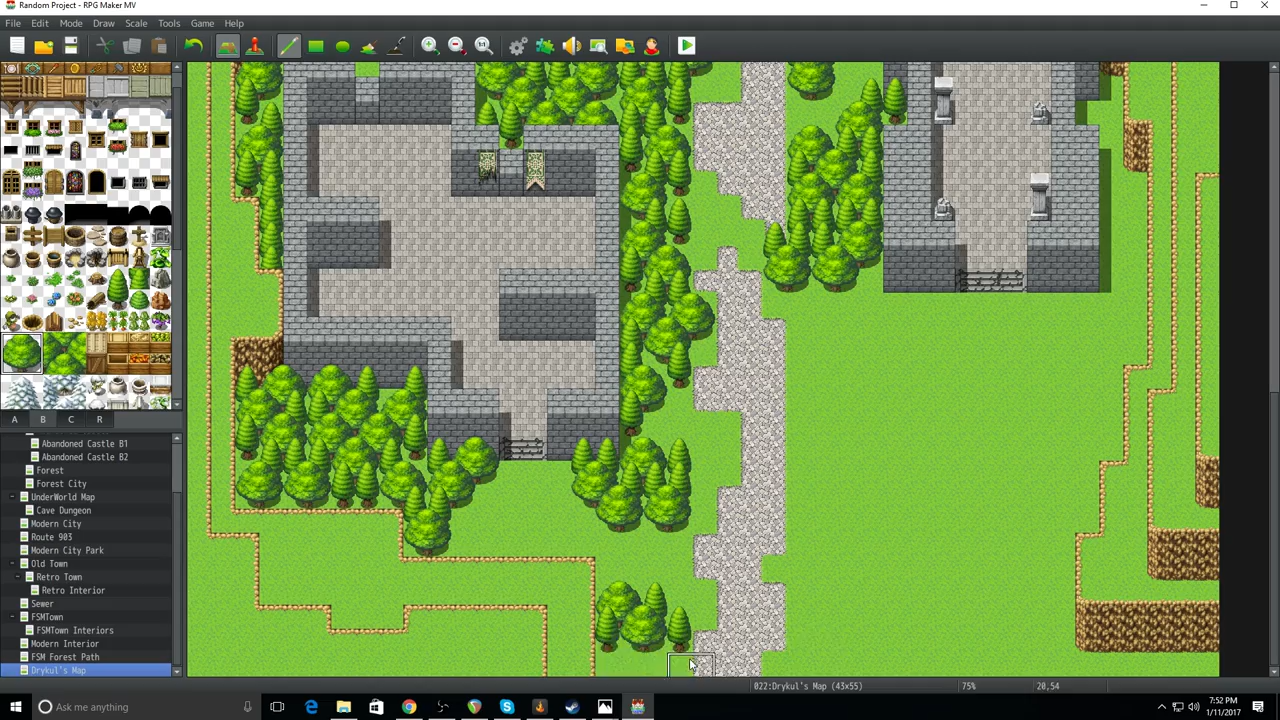 Random Project - RPG Maker MV
File Edit Mode Draw Scale Tools Game Help
A B C R
Abandoned Castle B1
Abandoned Castle B2
Forest
Forest City
UnderWorld Map
Cave Dungeon
Modern City
Route 903
Modern City Park
Old Town
Retro Town
Retro Interior
Sewer
FSMTown
FSMTown Interiors
Modern Interior
FSM Forest Path
Drykul's Map
022:Drykul's Map (43x55) 75% 20,54
Ask me anything
7:52 PM
1/11/2017